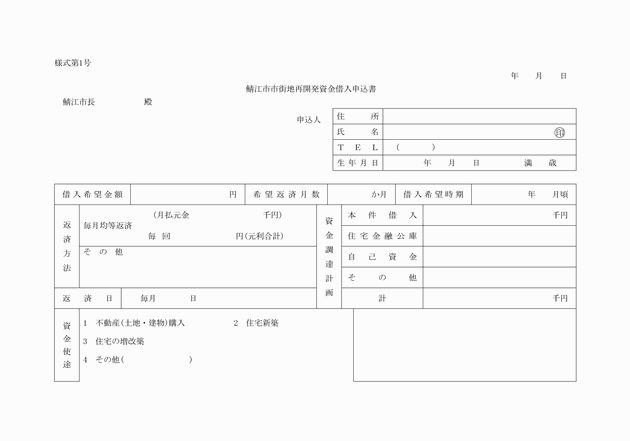 様式第1号
年 月 日
鯖江市市街地再開発資金借入申込書
鯖江市長 殿
申込人
住 所
氏 名 ㊞
T E L ( )
生年月日 年 月 日 満 歳
借入希望金額 円 希望返済月数 か月 借入希望時期 年 月頃
返済方法
毎月均等返済 (月払元金 千円)
毎 回 円(元利合計)
そ の 他
返 済 日 毎月 日
資金調達計画
本 件 借 入 千円
住宅金融公庫
自 己 資 金
そ の 他
計 千円
資金使途
1 不動産(土地・建物)購入 2 住宅新築
3 住宅の増改築
4 その他( )